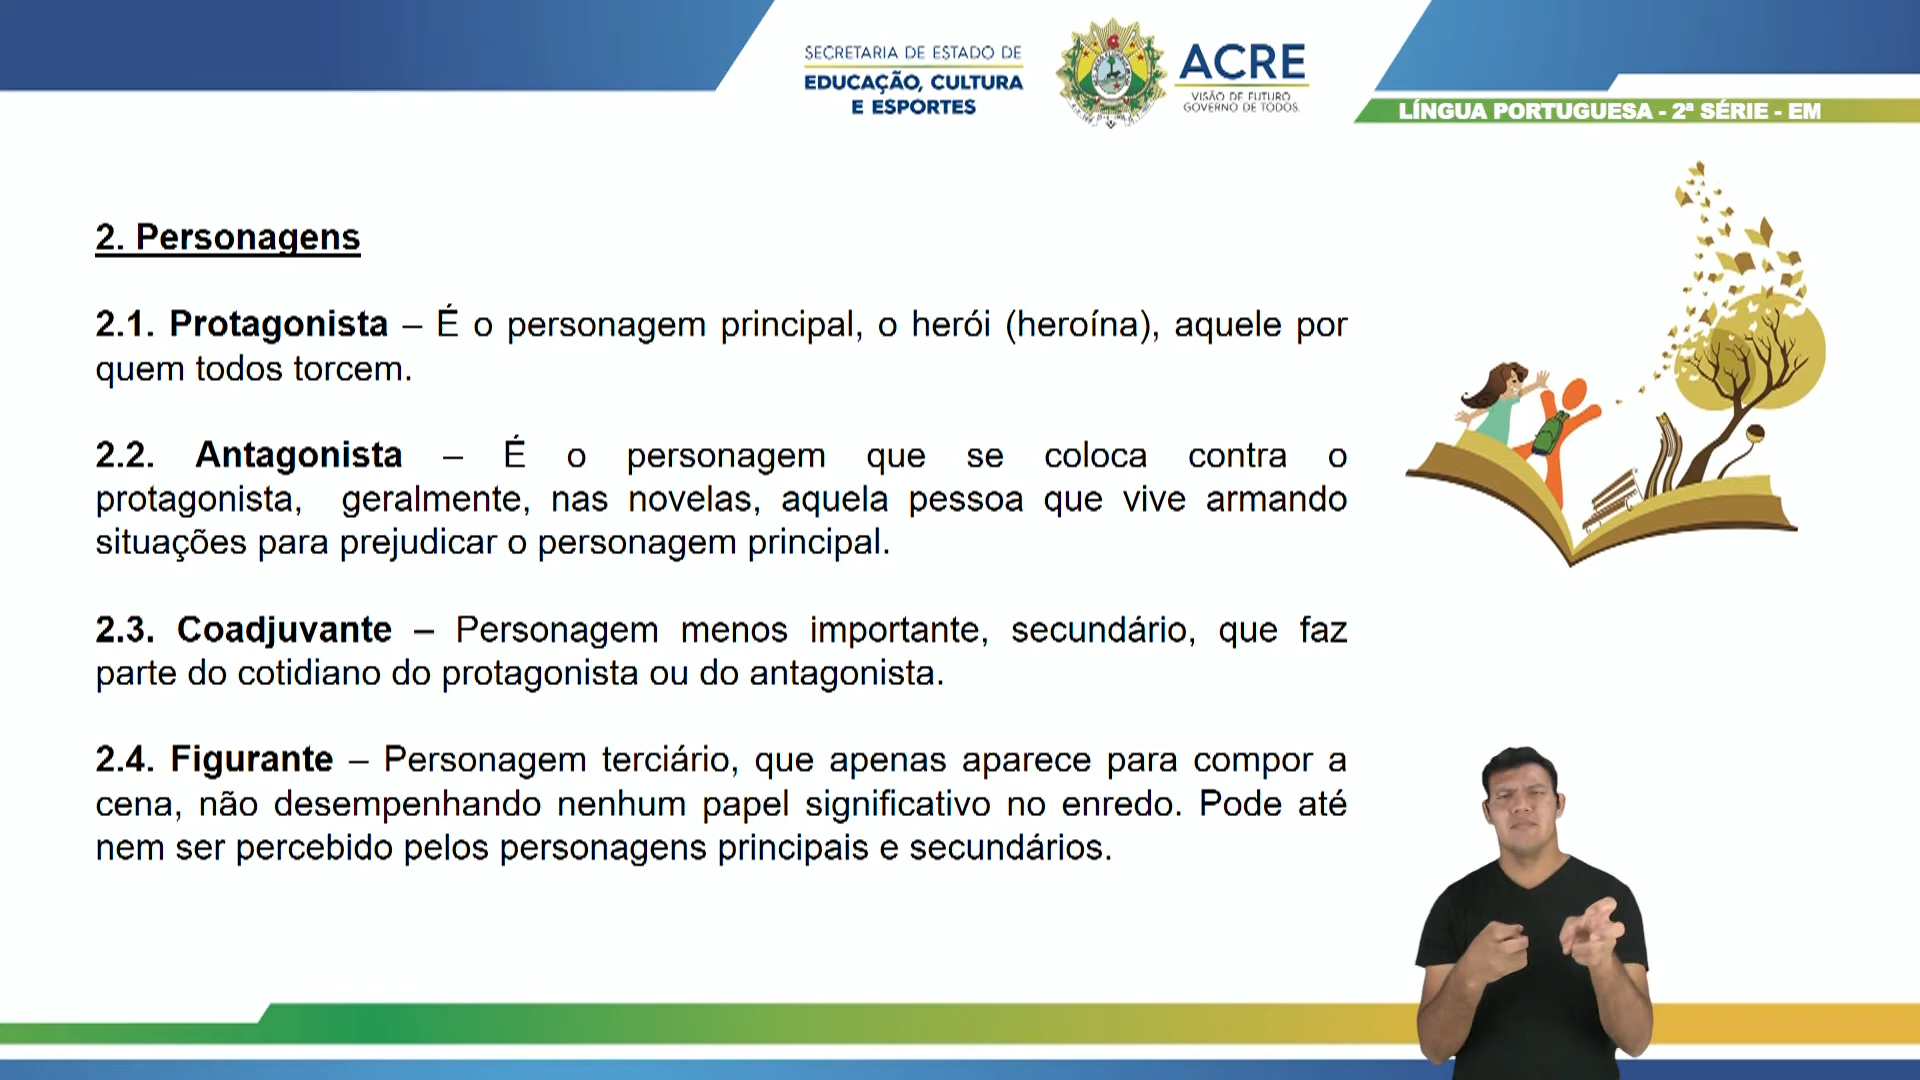 SECRETARIA DE ESTADO DE
EDUCAÇÃO, CULTURA
E ESPORTES
ACRE
VISÃO DE FUTURO
GOVERNO DE TODOS.
LÍNGUA PORTUGUESA - 2ª SÉRIE - EM
2. Personagens
2.1. Protagonista – É o personagem principal, o herói (heroína), aquele por
quem todos torcem.
2.2. Antagonista – É o personagem que se coloca contra o
protagonista, geralmente, nas novelas, aquela pessoa que vive armando
situações para prejudicar o personagem principal.
2.3. Coadjuvante – Personagem menos importante, secundário, que faz
parte do cotidiano do protagonista ou do antagonista.
2.4. Figurante – Personagem terciário, que apenas aparece para compor a
cena, não desempenhando nenhum papel significativo no enredo. Pode até
nem ser percebido pelos personagens principais e secundários.